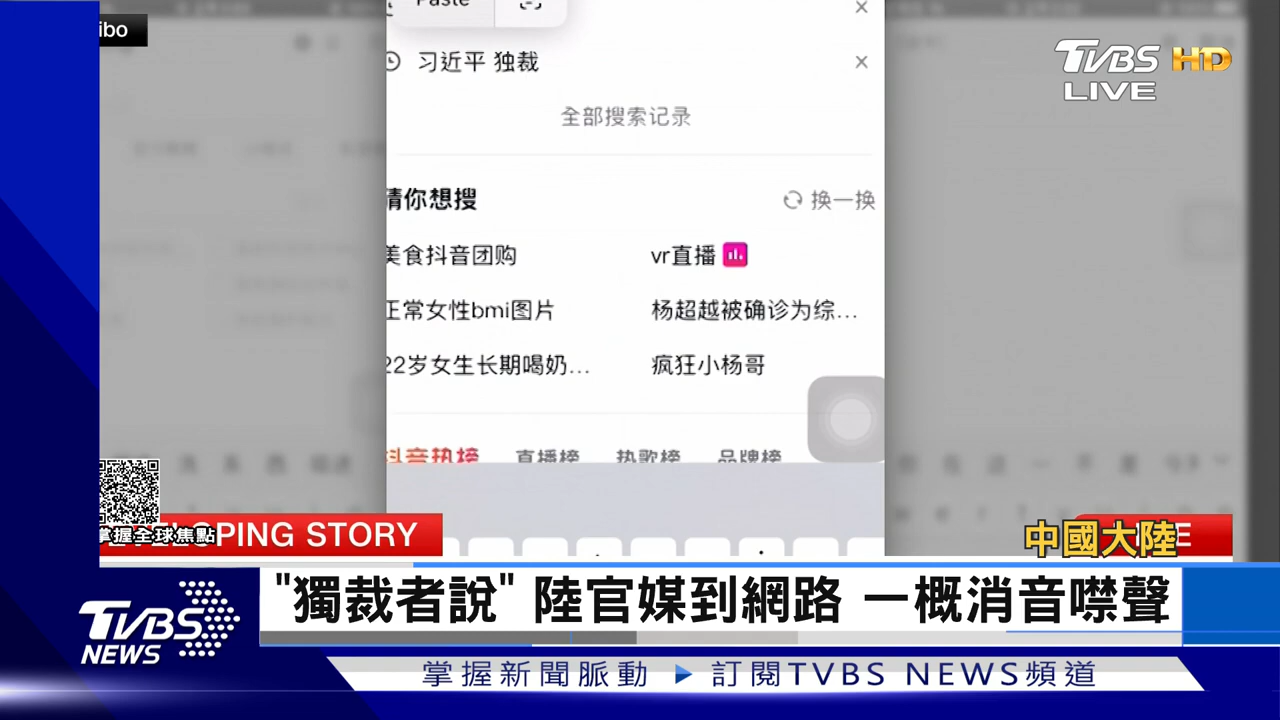 ibo
Paste
习近平 独裁
全部搜索记录
猜你想搜
换一换
美食抖音团购
vr直播
正常女性bmi图片
杨超越被确诊为综...
22岁女生长期喝奶...
疯狂小杨哥
抖音热榜
直播榜
热歌榜
品牌榜
TVBS HD
LIVE
掌握全球焦點
PING STORY
中國大陸
"獨裁者說" 陸官媒到網路 一概消音噤聲
TVBS
NEWS
掌握新聞脈動 ▶ 訂閱TVBS NEWS頻道